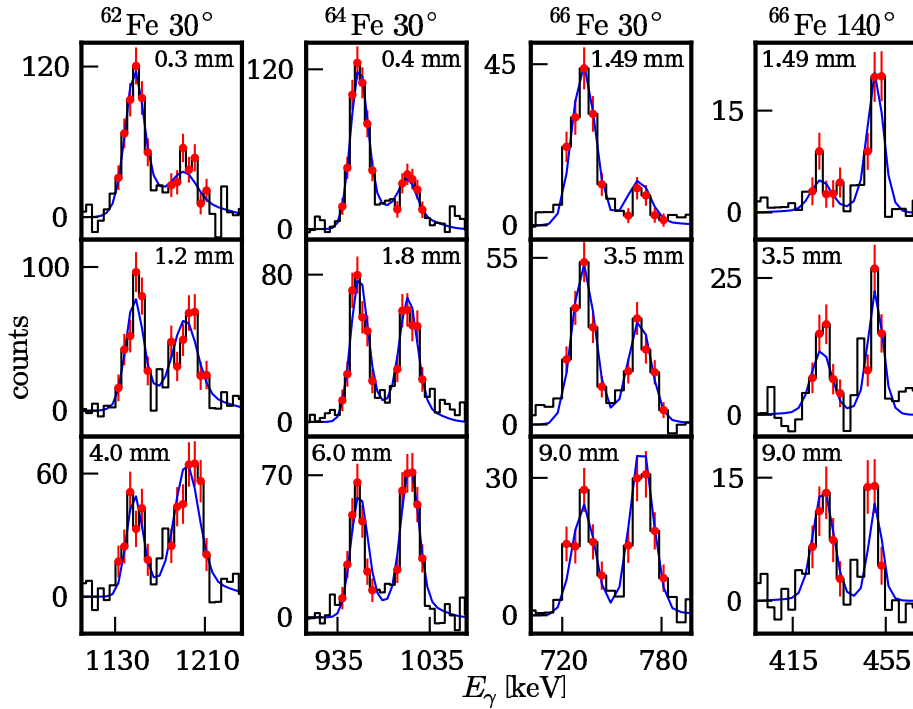 ⁶²Fe 30° ⁶⁴Fe 30° ⁶⁶Fe 30° ⁶⁶Fe 140°
120 0.3 mm 120 0.4 mm 45 1.49 mm 1.49 mm
15
0 0 0 0
100 1.2 mm 80 1.8 mm 55 3.5 mm 3.5 mm
25
counts
0 0 0 0
60 4.0 mm 70 6.0 mm 30 9.0 mm 15 9.0 mm
0 0 0 0
1130 1210 935 1035 720 780 415 455
E_γ [keV]